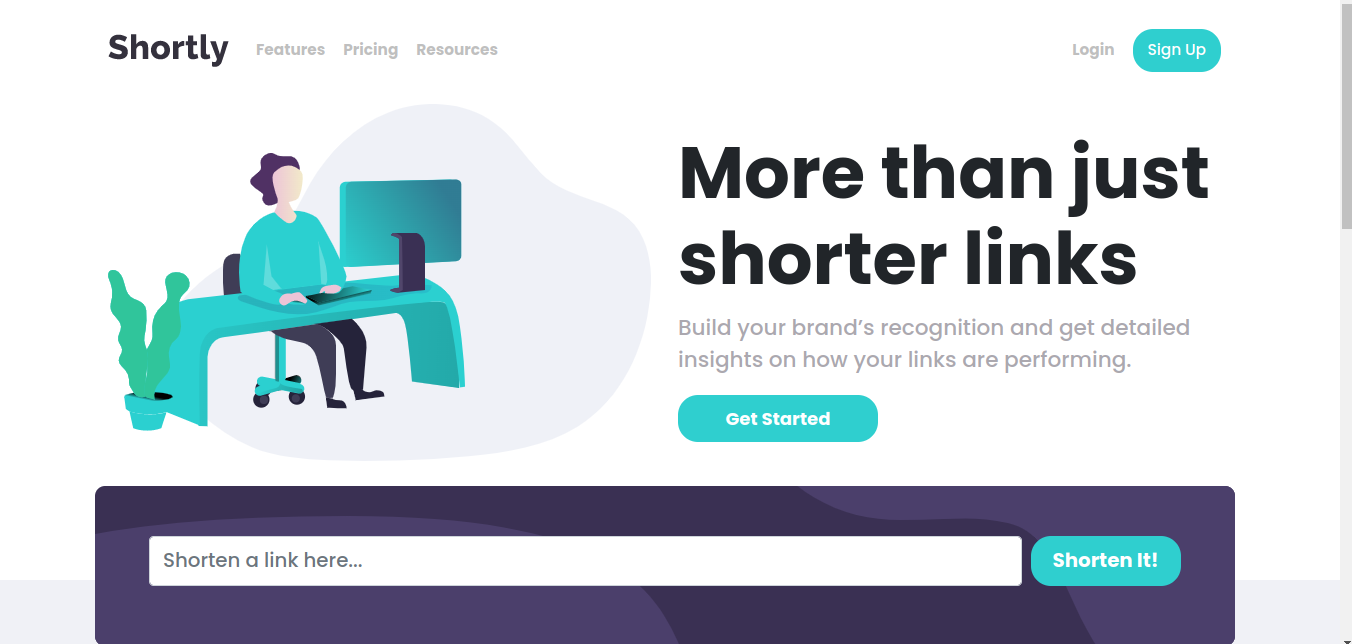 Shortly Features Pricing Resources Login Sign Up
More than just
shorter links
Build your brand’s recognition and get detailed
insights on how your links are performing.
Get Started
Shorten a link here... Shorten It!